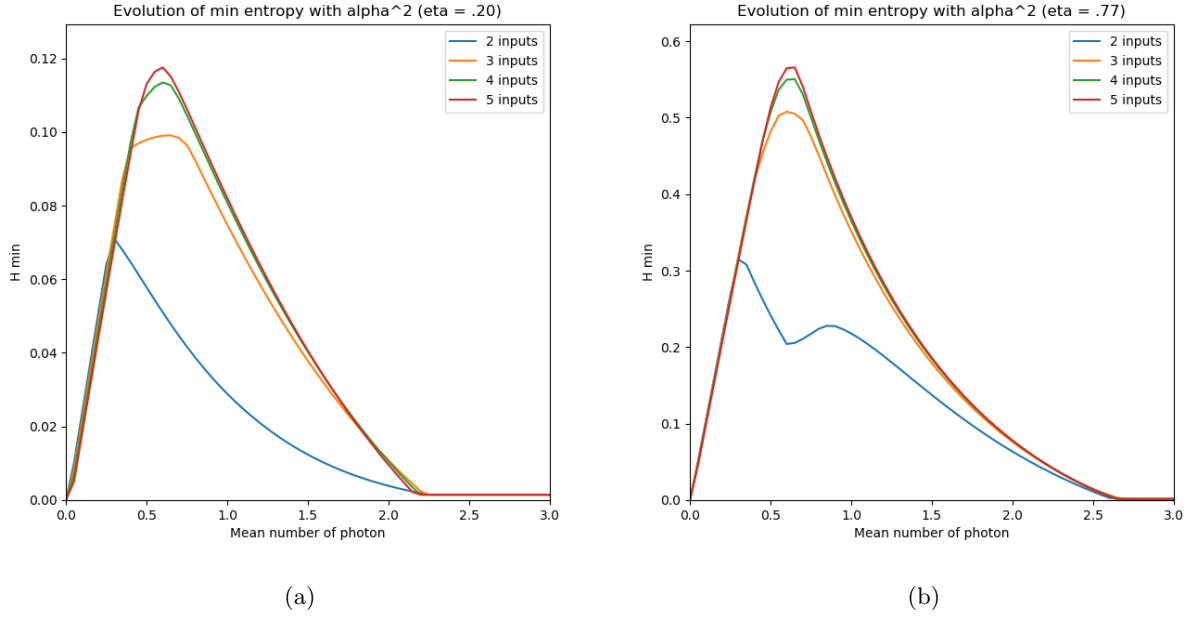 Evolution of min entropy with alpha^2 (eta = .20)
2 inputs
3 inputs
4 inputs
5 inputs
H min
0.12
0.10
0.08
0.06
0.04
0.02
0.00
0.0 0.5 1.0 1.5 2.0 2.5 3.0
Mean number of photon
(a)
Evolution of min entropy with alpha^2 (eta = .77)
2 inputs
3 inputs
4 inputs
5 inputs
H min
0.6
0.5
0.4
0.3
0.2
0.1
0.0
0.0 0.5 1.0 1.5 2.0 2.5 3.0
Mean number of photon
(b)